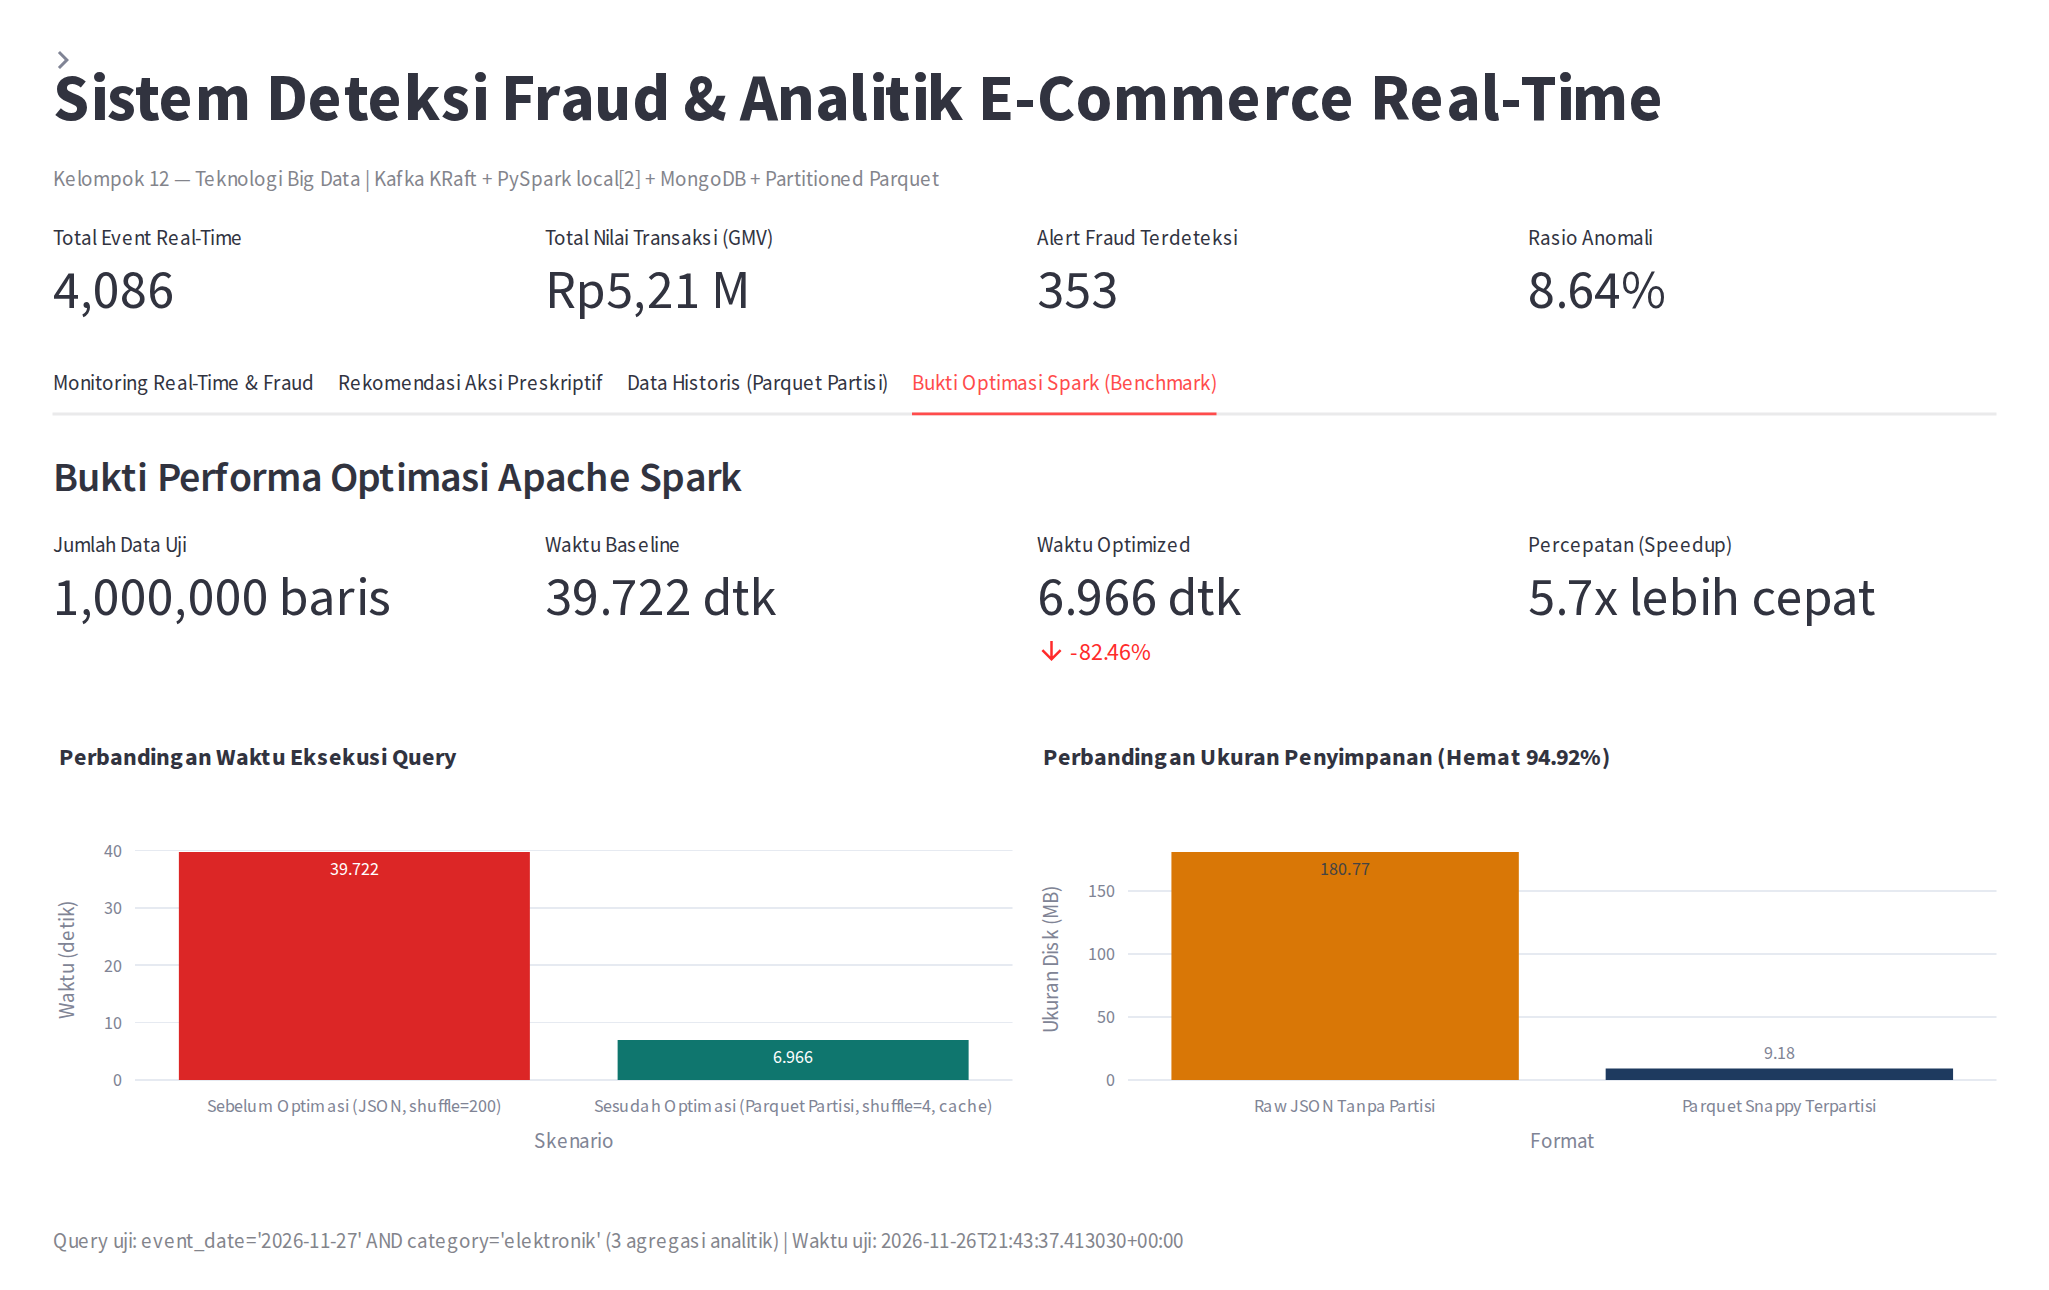 Sistem Deteksi Fraud & Analitik E-Commerce Real-Time
Kelompok 12 — Teknologi Big Data | Kafka KRaft + PySpark local[2] + MongoDB + Partitioned Parquet
Total Event Real-Time
4,086
Total Nilai Transaksi (GMV)
Rp5,21 M
Alert Fraud Terdeteksi
353
Rasio Anomali
8.64%
Monitoring Real-Time & Fraud
Rekomendasi Aksi Preskriptif
Data Historis (Parquet Partisi)
Bukti Optimasi Spark (Benchmark)
Bukti Performa Optimasi Apache Spark
Jumlah Data Uji
1,000,000 baris
Waktu Baseline
39.722 dtk
Waktu Optimized
6.966 dtk
-82.46%
Percepatan (Speedup)
5.7x lebih cepat
Perbandingan Waktu Eksekusi Query
Waktu (detik)
40
30
20
10
0
39.722
6.966
Sebelum Optimasi (JSON, shuffle=200)
Sesudah Optimasi (Parquet Partisi, shuffle=4, cache)
Skenario
Perbandingan Ukuran Penyimpanan (Hemat 94.92%)
Ukuran Disk (MB)
150
100
50
0
180.77
9.18
Raw JSON Tanpa Partisi
Parquet Snappy Terpartisi
Format
Query uji: event_date='2026-11-27' AND category='elektronik' (3 agregasi analitik) | Waktu uji: 2026-11-26T21:43:37.413030+00:00